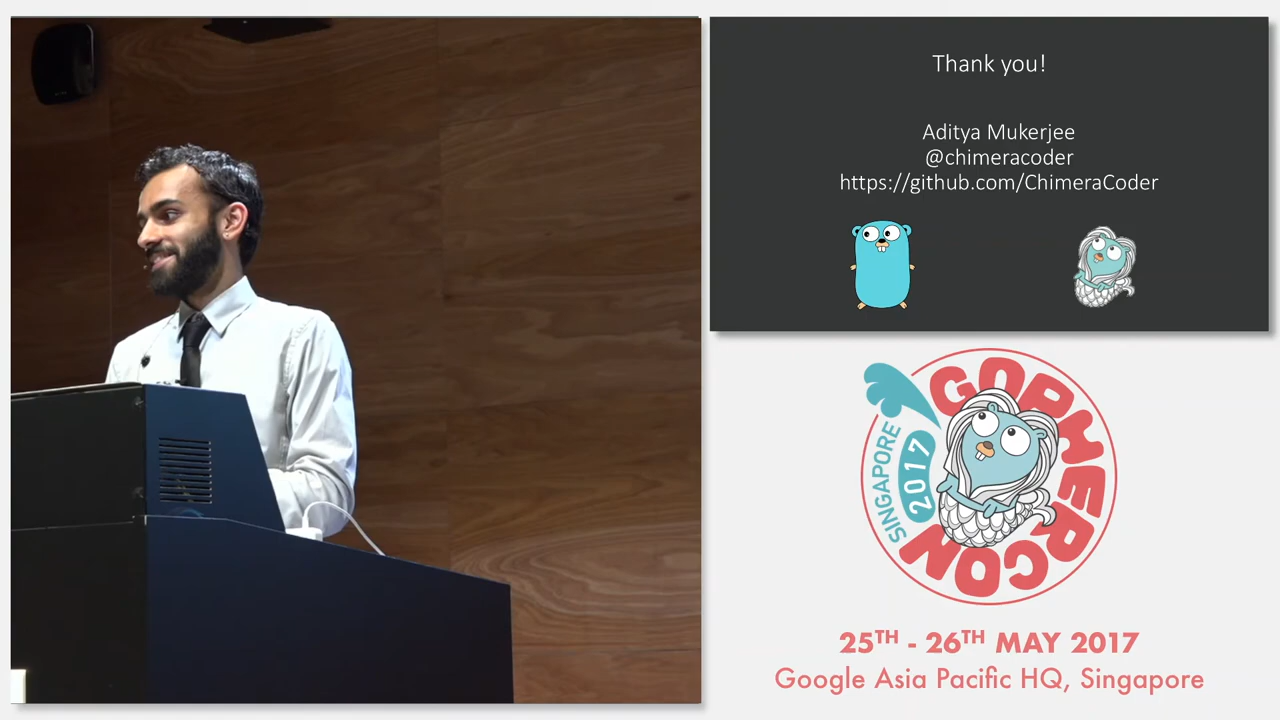 Thank you!
Aditya Mukerjee
@chimeracoder
https://github.com/ChimeraCoder
GOPHERCON
SINGAPORE
2017
25TH - 26TH MAY 2017
Google Asia Pacific HQ, Singapore